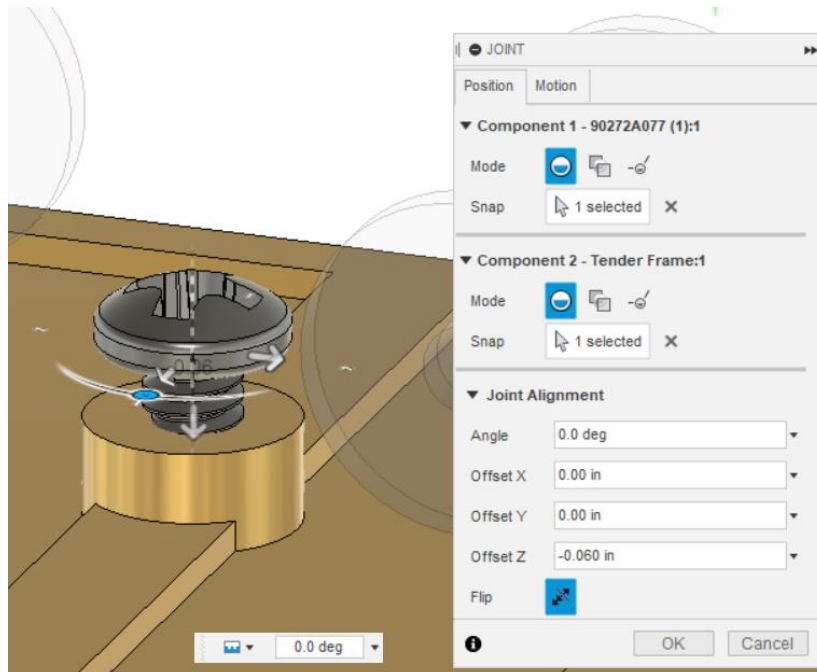 JOINT
Position Motion
Component 1 - 90272A077 (1):1
Mode
Snap 1 selected
Component 2 - Tender Frame:1
Mode
Snap 1 selected
Joint Alignment
Angle 0.0 deg
Offset X 0.00 in
Offset Y 0.00 in
Offset Z -0.060 in
Flip
OK Cancel
0.06
0.0 deg